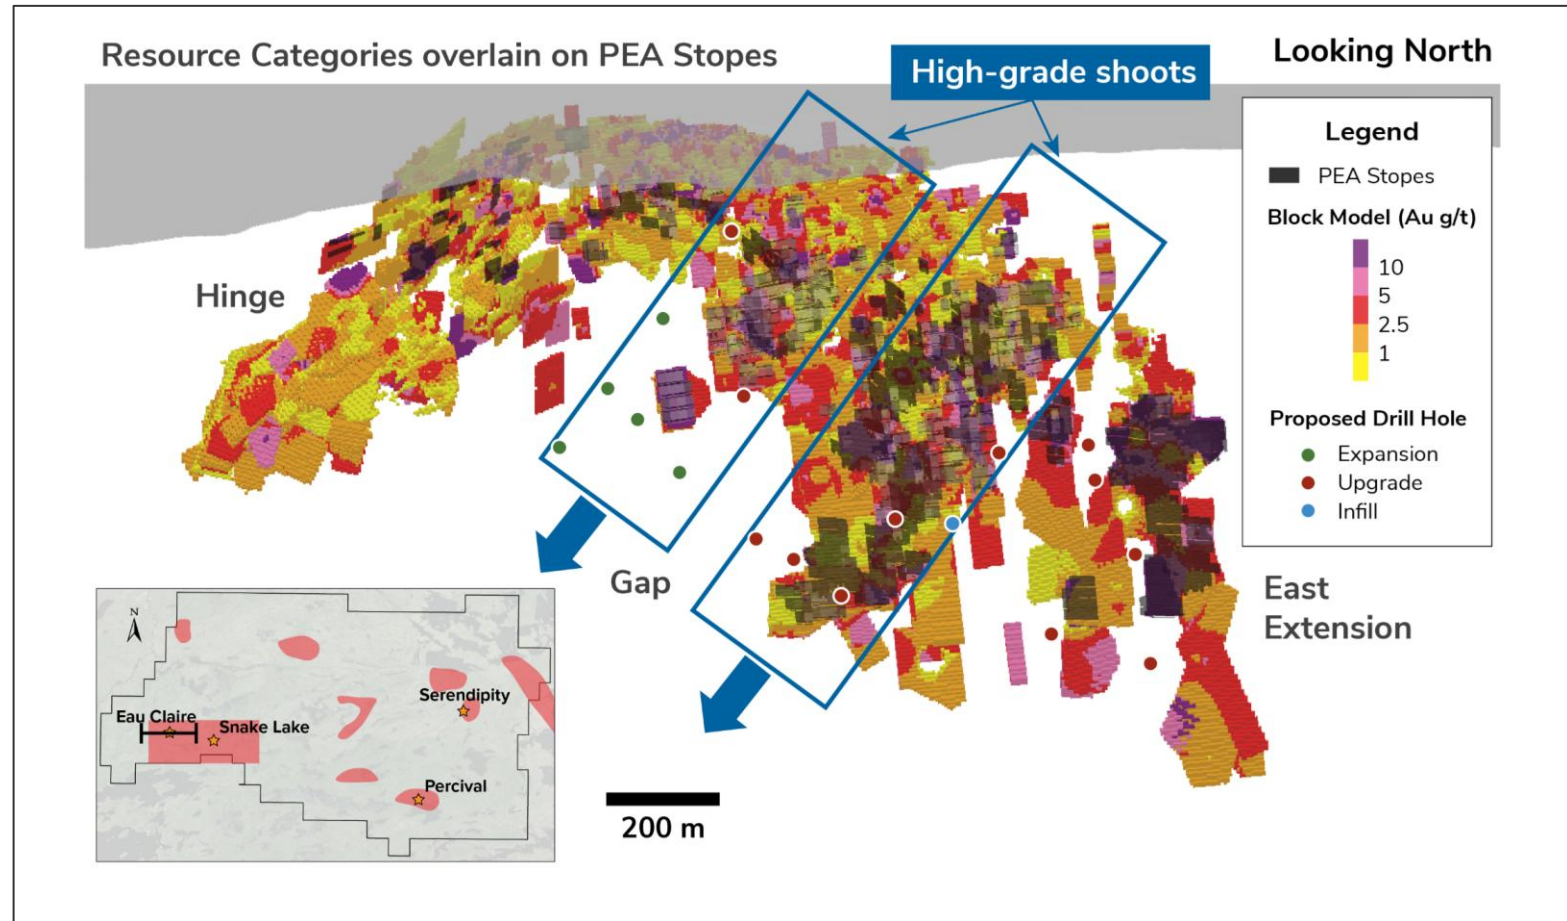 Resource Categories overlain on PEA Stopes
High-grade shoots
Looking North
Legend
PEA Stopes
Block Model (Au g/t)
10
5
2.5
1
Proposed Drill Hole
Expansion
Upgrade
Infill
Hinge
Gap
East
Extension
N
Eau Claire
Snake Lake
Serendipity
Percival
200 m